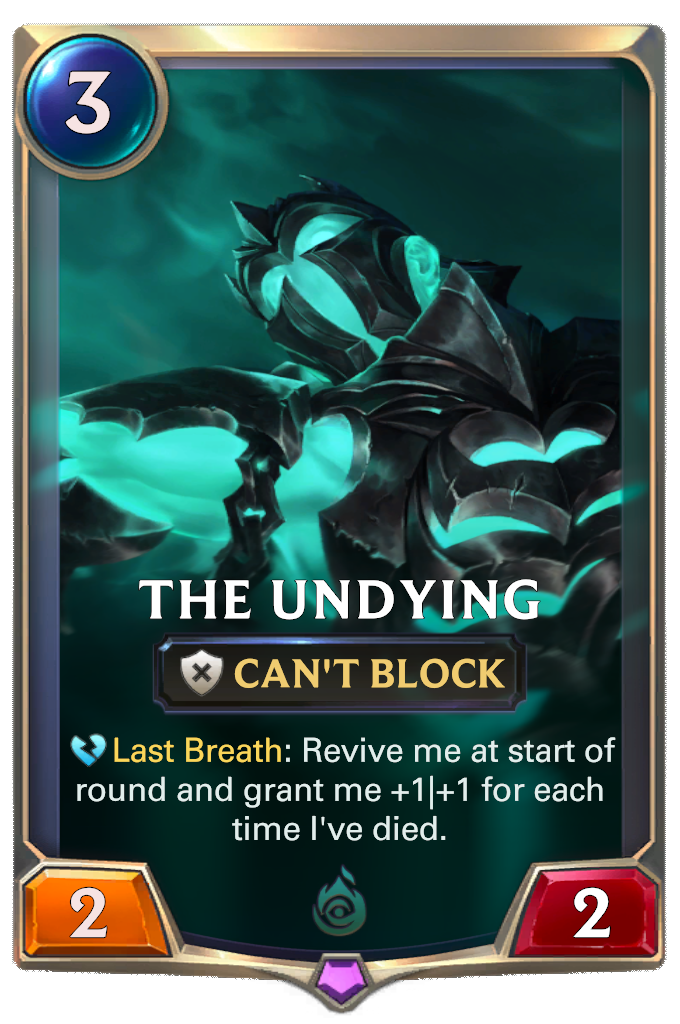 3
THE UNDYING
CAN'T BLOCK
Last Breath: Revive me at start of
round and grant me +1|+1 for each
time I've died.
2
2